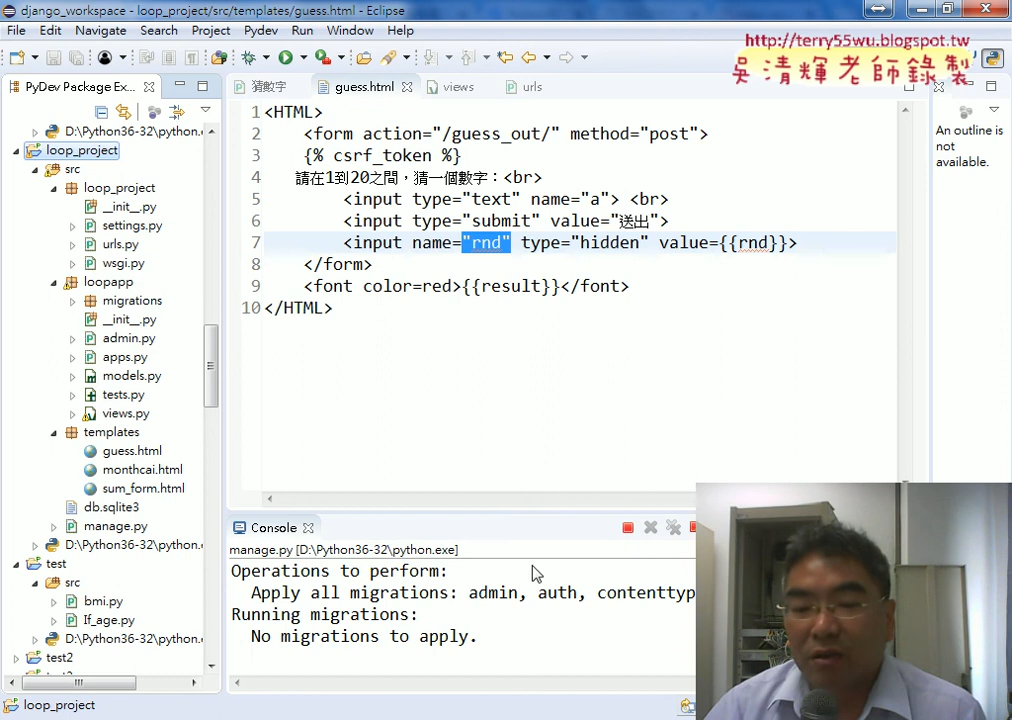 django_workspace - loop_project/src/templates/guess.html - Eclipse
File Edit Navigate Search Project Pydev Run Window Help
http://terry55wu.blogspot.tw
吳清輝老師錄製
PyDev Package Ex...
D:\Python36-32\python.
loop_project
src
loop_project
__init__.py
settings.py
urls.py
wsgi.py
loopapp
migrations
__init__.py
admin.py
apps.py
models.py
tests.py
views.py
templates
guess.html
monthcai.html
sum_form.html
db.sqlite3
manage.py
D:\Python36-32\python.
test
src
bmi.py
If_age.py
D:\Python36-32\python.
test2
loop_project
猜數字 guess.html views urls
1 <HTML>
2 <form action="/guess_out/" method="post">
3 {% csrf_token %}
4 請在1到20之間，猜一個數字：<br>
5 <input type="text" name="a"> <br>
6 <input type="submit" value="送出">
7 <input name="rnd" type="hidden" value={{rnd}}>
8 </form>
9 <font color=red>{{result}}</font>
10 </HTML>
An outline is
not
available.
Console
manage.py [D:\Python36-32\python.exe]
Operations to perform:
Apply all migrations: admin, auth, contenttyp
Running migrations:
No migrations to apply.